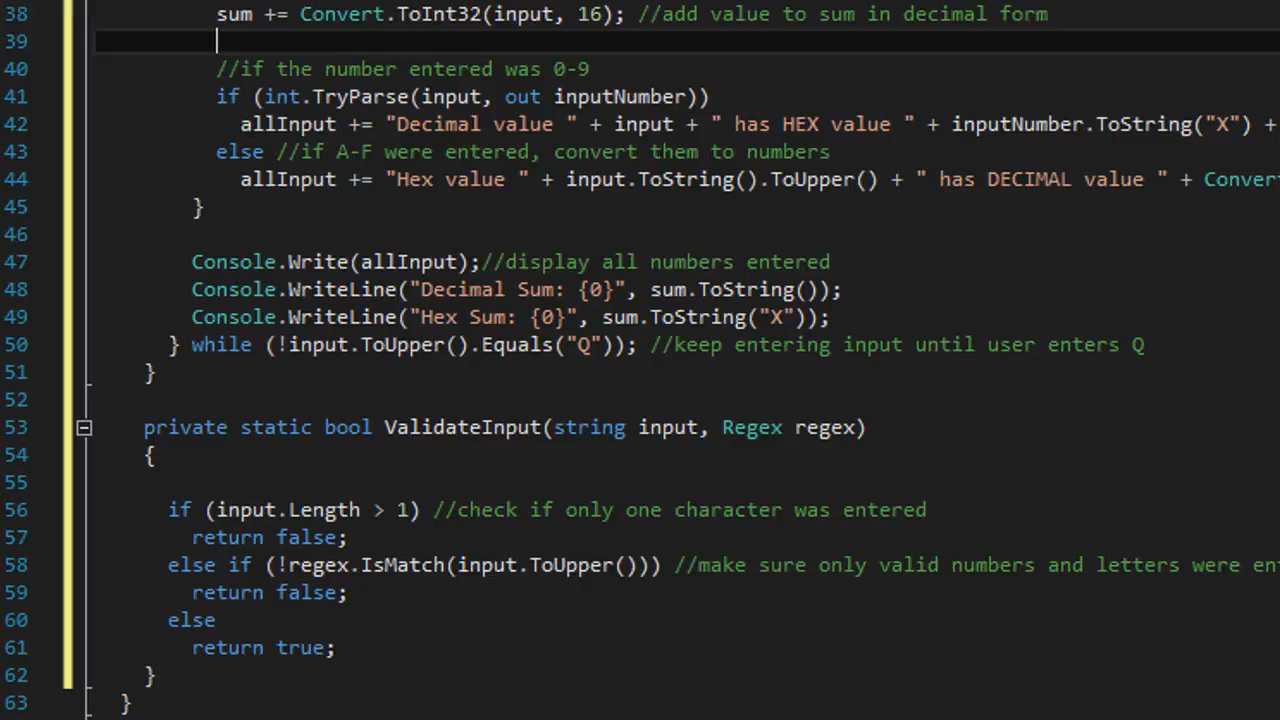 38 sum += Convert.ToInt32(input, 16); //add value to sum in decimal form
39
40 //if the number entered was 0-9
41 if (int.TryParse(input, out inputNumber))
42 allInput += "Decimal value " + input + " has HEX value " + inputNumber.ToString("X") +
43 else //if A-F were entered, convert them to numbers
44 allInput += "Hex value " + input.ToString().ToUpper() + " has DECIMAL value " + Convert
45 }
46
47 Console.Write(allInput);//display all numbers entered
48 Console.WriteLine("Decimal Sum: {0}", sum.ToString());
49 Console.WriteLine("Hex Sum: {0}", sum.ToString("X"));
50 } while (!input.ToUpper().Equals("Q")); //keep entering input until user enters Q
51 }
52
53 private static bool ValidateInput(string input, Regex regex)
54 {
55
56 if (input.Length > 1) //check if only one character was entered
57 return false;
58 else if (!regex.IsMatch(input.ToUpper())) //make sure only valid numbers and letters were en
59 return false;
60 else
61 return true;
62 }
63 }